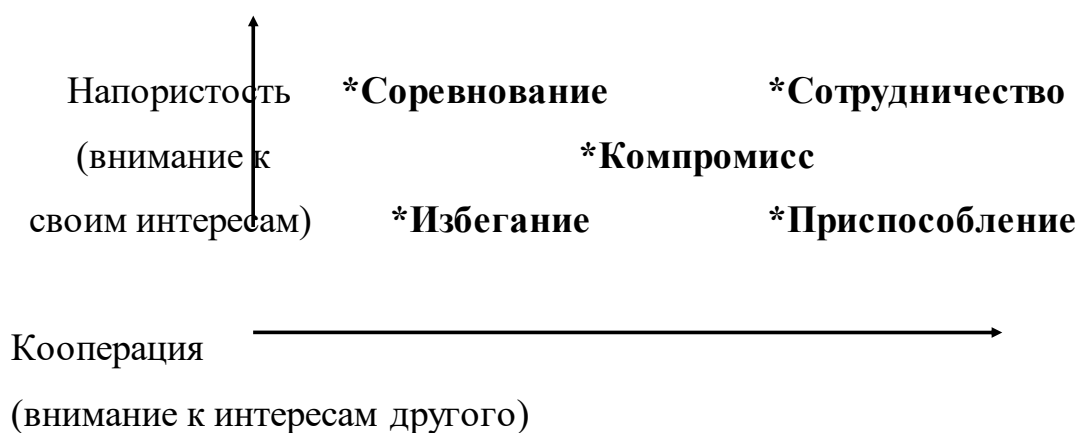 Напористость *Соревнование *Сотрудничество
(внимание к *Компромисс
своим интересам) *Избегание *Приспособление
Кооперация
(внимание к интересам другого)